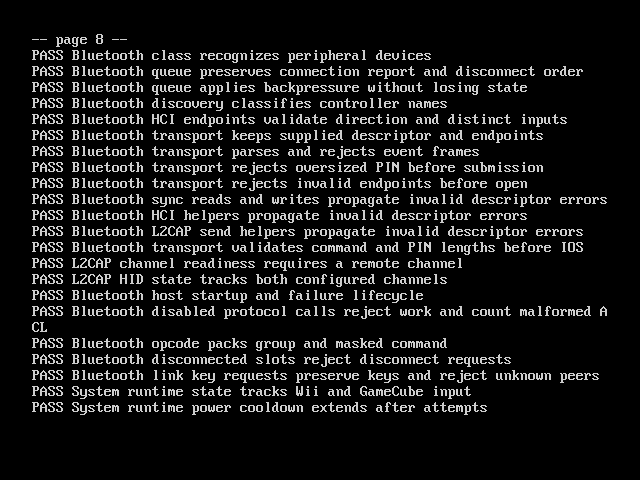 -- page 8 --
PASS Bluetooth class recognizes peripheral devices
PASS Bluetooth queue preserves connection report and disconnect order
PASS Bluetooth queue applies backpressure without losing state
PASS Bluetooth discovery classifies controller names
PASS Bluetooth HCI endpoints validate direction and distinct inputs
PASS Bluetooth transport keeps supplied descriptor and endpoints
PASS Bluetooth transport parses and rejects event frames
PASS Bluetooth transport rejects oversized PIN before submission
PASS Bluetooth transport rejects invalid endpoints before open
PASS Bluetooth sync reads and writes propagate invalid descriptor errors
PASS Bluetooth HCI helpers propagate invalid descriptor errors
PASS Bluetooth L2CAP send helpers propagate invalid descriptor errors
PASS Bluetooth transport validates command and PIN lengths before IOS
PASS L2CAP channel readiness requires a remote channel
PASS L2CAP HID state tracks both configured channels
PASS Bluetooth host startup and failure lifecycle
PASS Bluetooth disabled protocol calls reject work and count malformed A
CL
PASS Bluetooth opcode packs group and masked command
PASS Bluetooth disconnected slots reject disconnect requests
PASS Bluetooth link key requests preserve keys and reject unknown peers
PASS System runtime state tracks Wii and GameCube input
PASS System runtime power cooldown extends after attempts